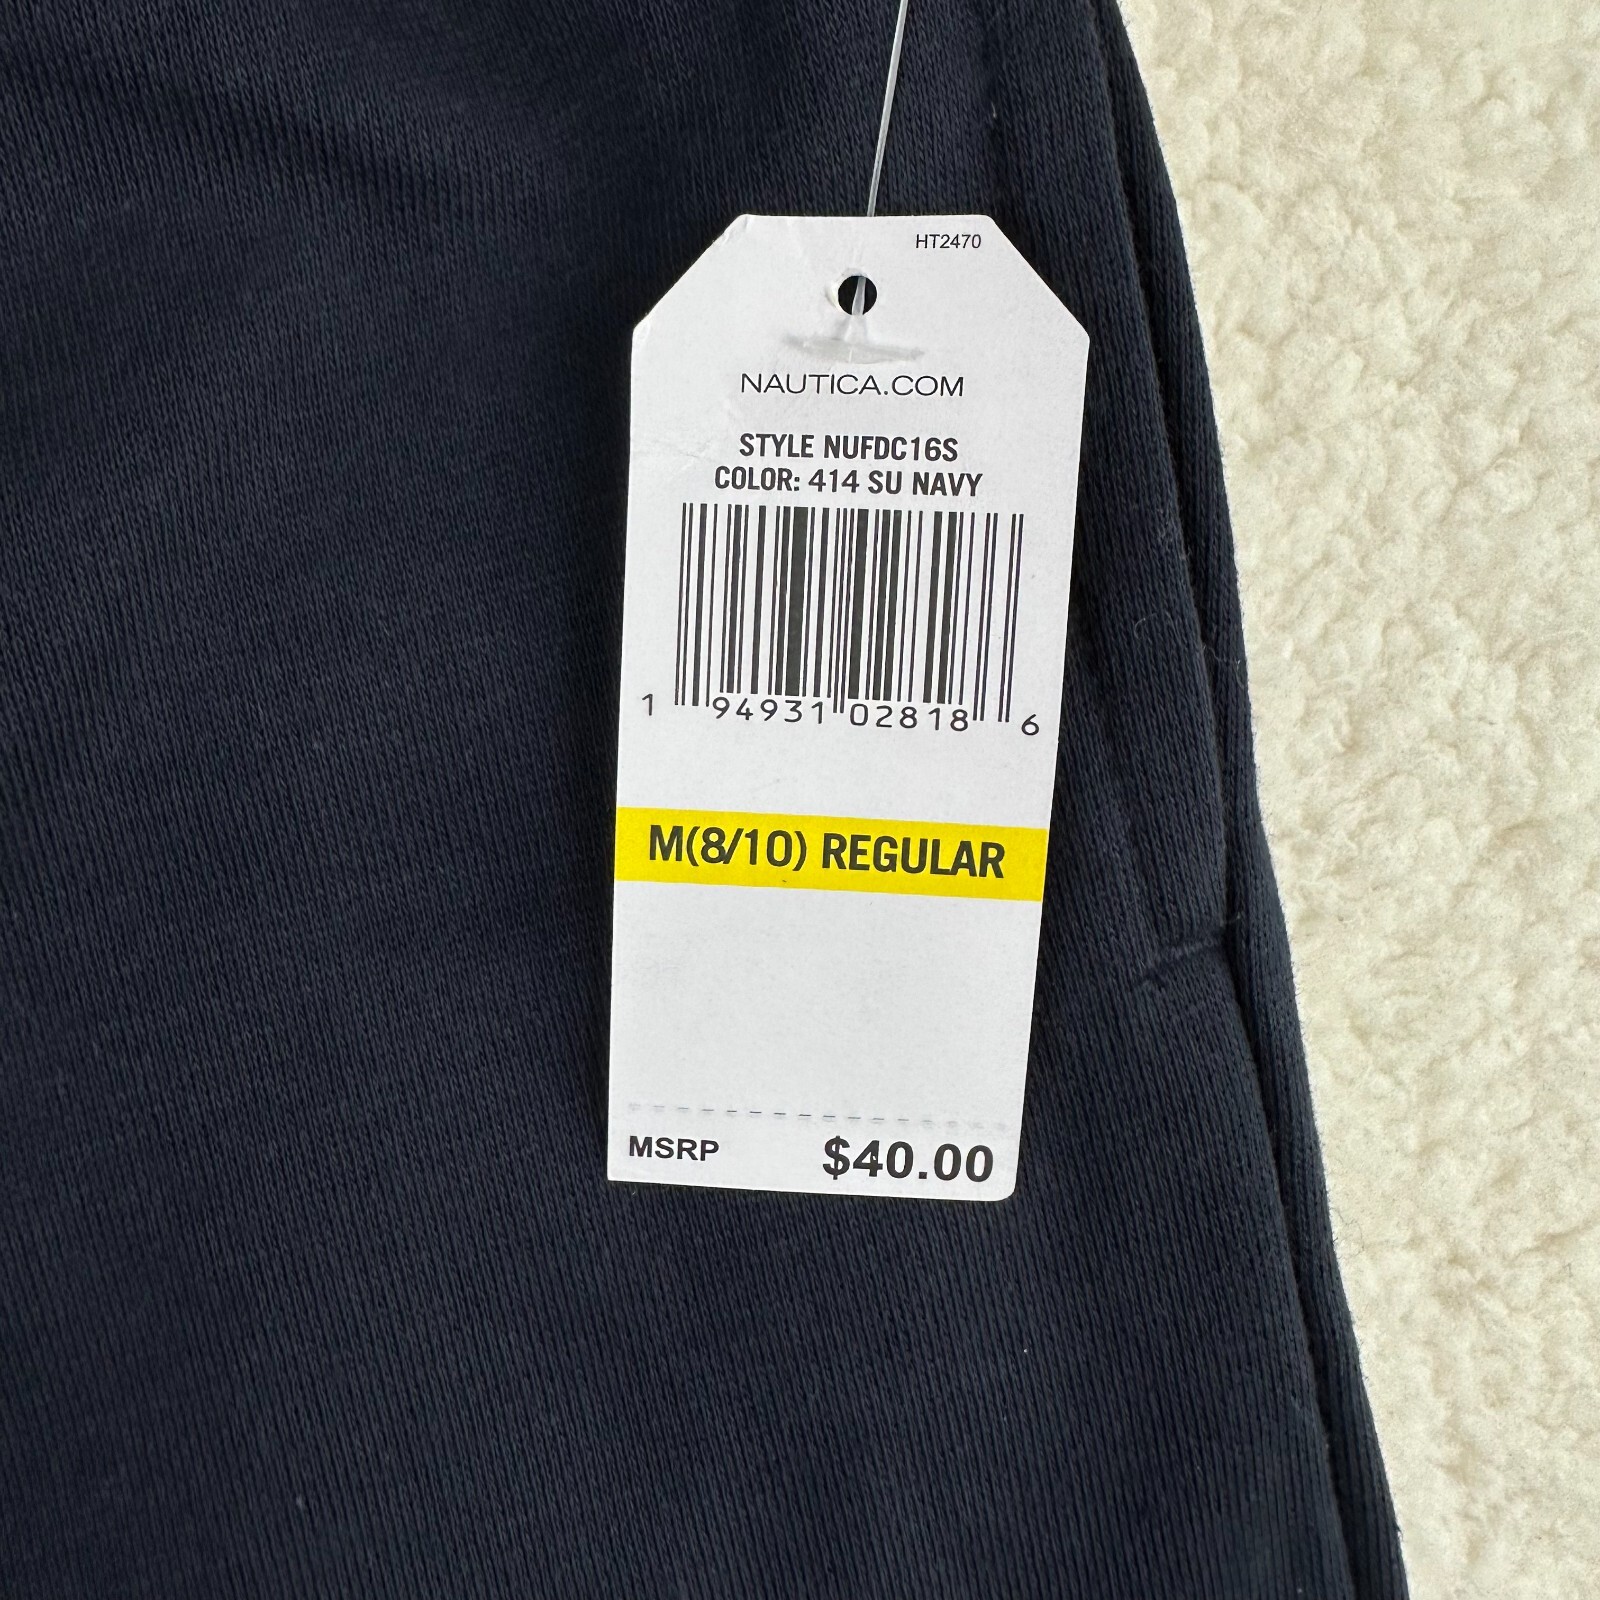 HT2470
NAUTICA.COM
STYLE NUFDC16S
COLOR: 414 SU NAVY
1 94931 02818 6
M(8/10) REGULAR
MSRP $40.00